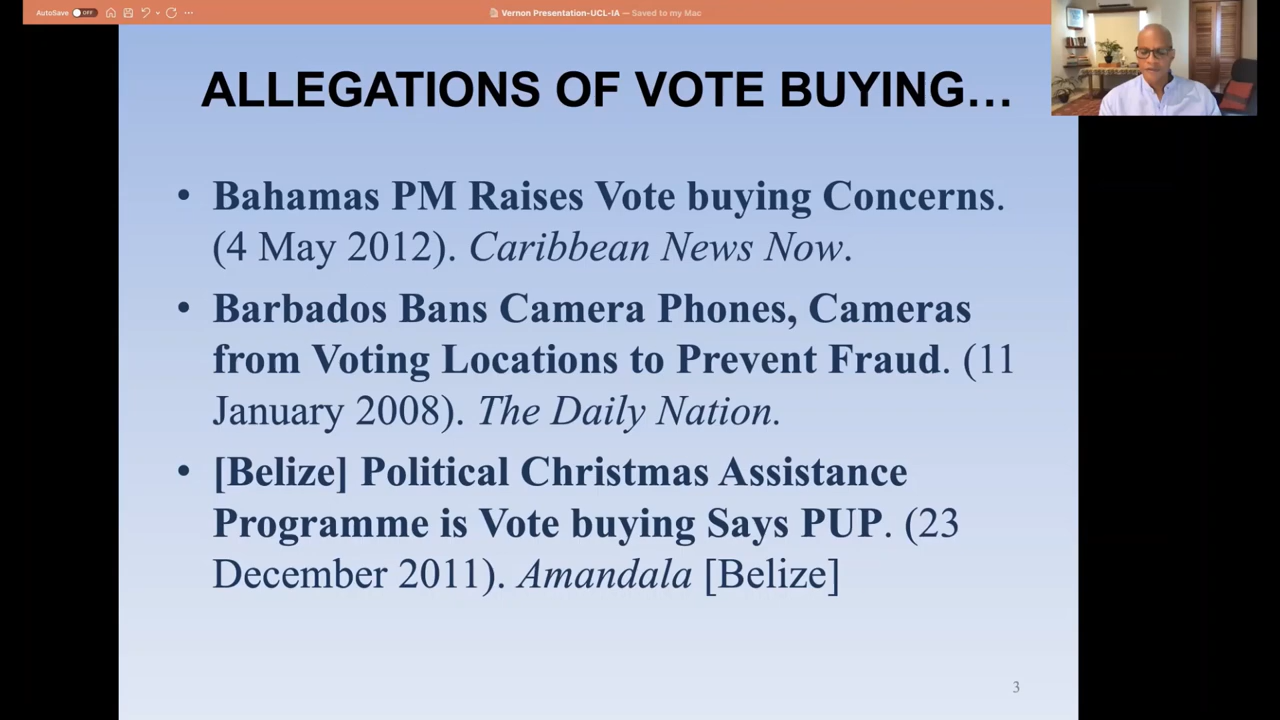 AutoSave OFF
Vernon Presentation-UCL-IA — Saved to my Mac
ALLEGATIONS OF VOTE BUYING…
• Bahamas PM Raises Vote buying Concerns.
(4 May 2012). Caribbean News Now.
• Barbados Bans Camera Phones, Cameras
from Voting Locations to Prevent Fraud. (11
January 2008). The Daily Nation.
• [Belize] Political Christmas Assistance
Programme is Vote buying Says PUP. (23
December 2011). Amandala [Belize]
3